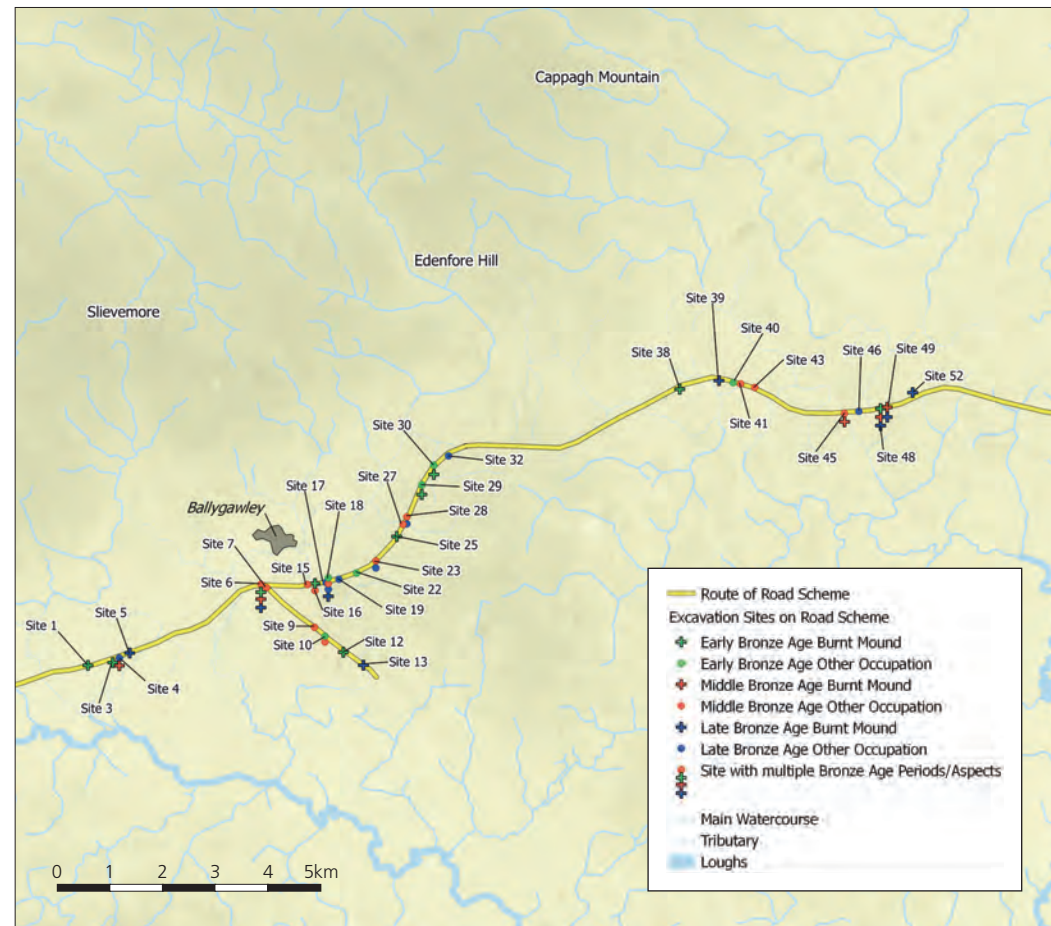 Cappagh Mountain
Edenfore Hill
Slievemore
Site 39
Site 40
Site 38
Site 43
Site 46
Site 49
Site 52
Site 41
Site 45
Site 48
Site 30
Site 32
Site 29
Site 27
Site 28
Site 17
Site 18
Ballygawley
Site 25
Site 7
Site 15
Site 23
Site 6
Site 22
Site 16
Site 19
Site 5
Site 1
Site 9
Site 10
Site 12
Site 13
Site 4
Site 3
Route of Road Scheme
Excavation Sites on Road Scheme
Early Bronze Age Burnt Mound
Early Bronze Age Other Occupation
Middle Bronze Age Burnt Mound
Middle Bronze Age Other Occupation
Late Bronze Age Burnt Mound
Late Bronze Age Other Occupation
Site with multiple Bronze Age Periods/Aspects
Main Watercourse
Tributary
Loughs
0 1 2 3 4 5km